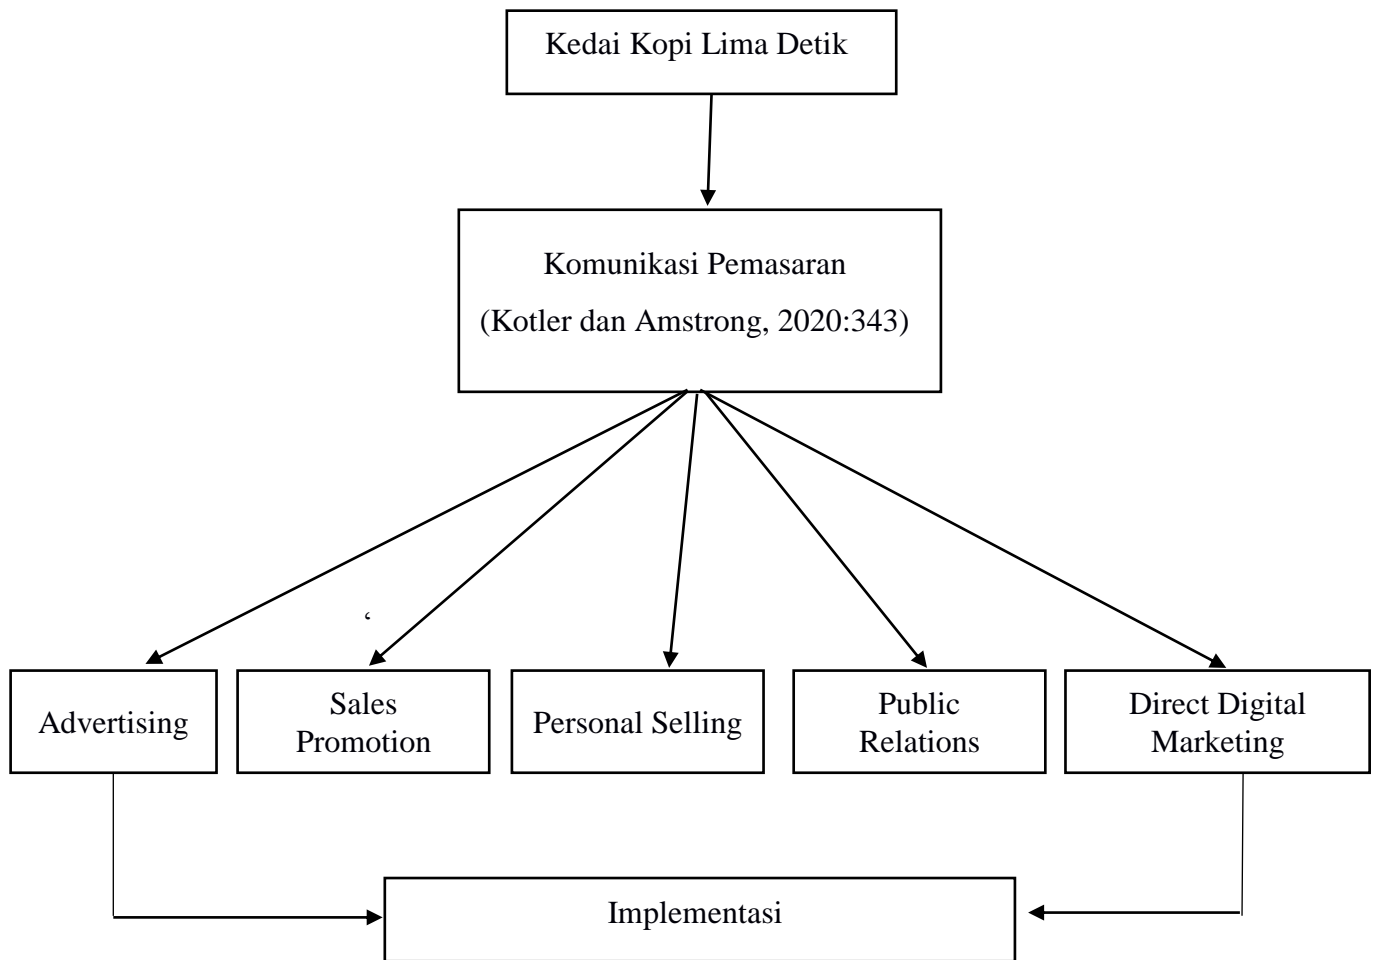 Kedai Kopi Lima Detik
Komunikasi Pemasaran
(Kotler dan Amstrong, 2020:343)
‘
Advertising
Sales
Promotion
Personal Selling
Public
Relations
Direct Digital
Marketing
Implementasi